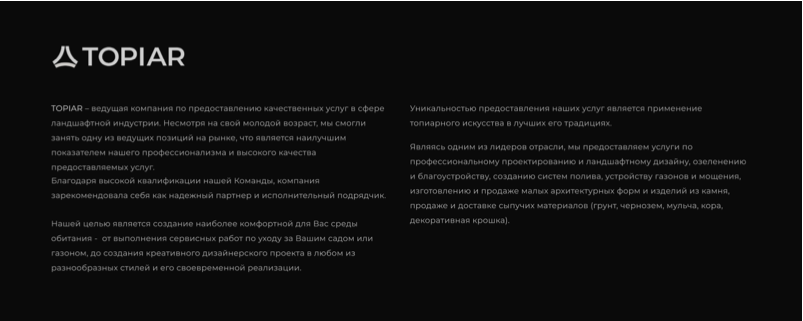 TOPIAR
TOPIAR – ведущая компания по предоставлению качественных услуг в сфере
ландшафтной индустрии. Несмотря на свой молодой возраст, мы смогли
занять одну из ведущих позиций на рынке, что является наилучшим
показателем нашего профессионализма и высокого качества
предоставляемых услуг.
Благодаря высокой квалификации нашей Команды, компания
зарекомендовала себя как надежный партнер и исполнительный подрядчик.
Нашей целью является создание наиболее комфортной для Вас среды
обитания - от выполнения сервисных работ по уходу за Вашим садом или
газоном, до создания креативного дизайнерского проекта в любом из
разнообразных стилей и его своевременной реализации.
Уникальностью предоставления наших услуг является применение
топиарного искусства в лучших его традициях.
Являясь одним из лидеров отрасли, мы предоставляем услуги по
профессиональному проектированию и ландшафтному дизайну, озеленению
и благоустройству, созданию систем полива, устройству газонов и мощения,
изготовлению и продаже малых архитектурных форм и изделий из камня,
продаже и доставке сыпучих материалов (грунт, чернозем, мульча, кора,
декоративная крошка).